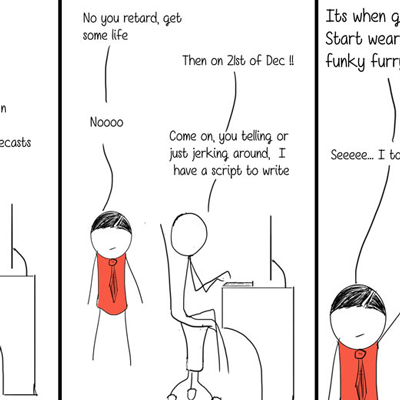 n
ecasts
No you retard, get
some life
Then on 21st of Dec !!
Noooo
Come on, you telling or
just jerking around, I
have a script to write
Its when g
Start wear
funky furry
Seeeee... I to